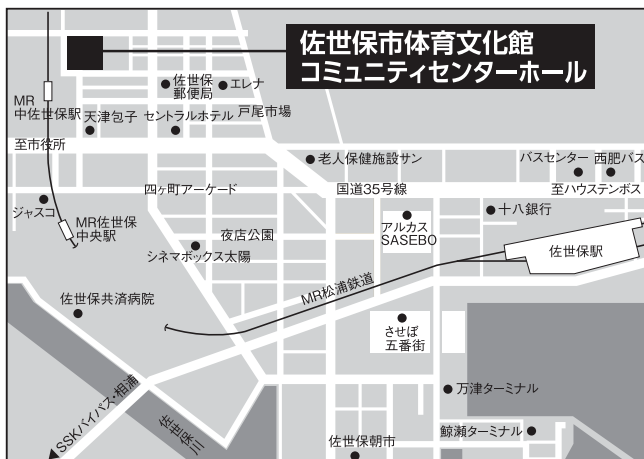 佐世保市体育文化館
コミュニティセンターホール
MR
中佐世保駅
佐世保
郵便局
エレナ
天津包子
セントラルホテル
戸尾市場
至市役所
老人保健施設サン
バスセンター
西肥バス
四ヶ町アーケード
国道35号線
至ハウステンボス
ジャスコ
MR佐世保
中央駅
夜店公園
アルカス
SASEBO
十八銀行
シネマボックス太陽
佐世保駅
MR松浦鉄道
佐世保共済病院
させぼ
五番街
万津ターミナル
SSKバイパス・相浦
佐世保川
佐世保朝市
鯨瀬ターミナル